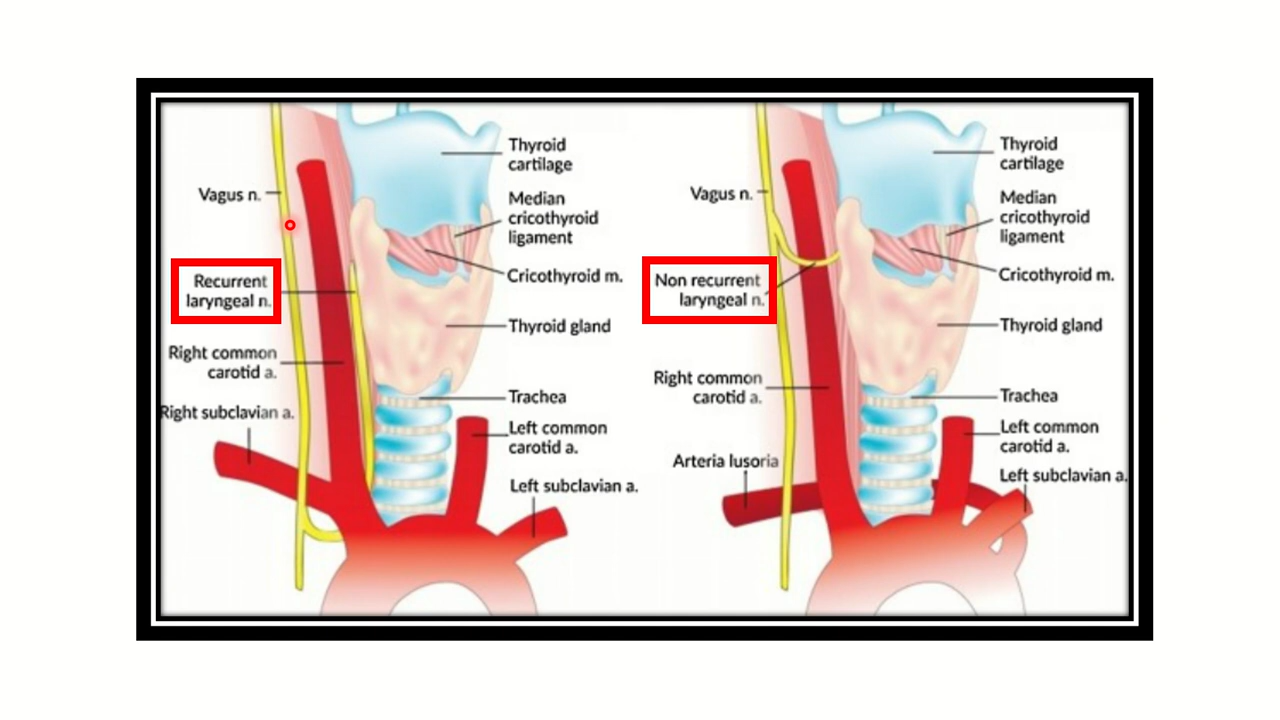 Thyroid
cartilage
Vagus n.
Median
cricothyroid
ligament
Recurrent
laryngeal n.
Cricothyroid m.
Thyroid gland
Right common
carotid a.
Trachea
Right subclavian a.
Left common
carotid a.
Left subclavian a.
Thyroid
cartilage
Vagus n.
Median
cricothyroid
ligament
Non recurrent
laryngeal n.
Cricothyroid m.
Thyroid gland
Right common
carotid a.
Trachea
Left common
carotid a.
Arteria lusoria
Left subclavian a.